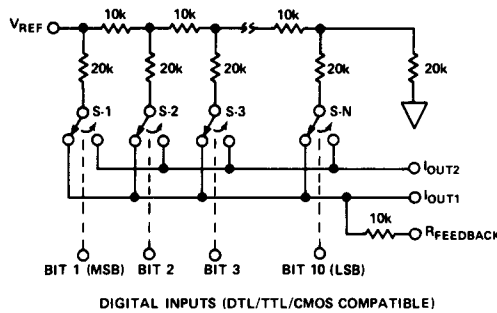 10k 10k 10k
VREF
20k 20k 20k 20k 20k
S-1 S-2 S-3 S-N
IOUT2
IOUT1
10k
RFEEDBACK
BIT 1 (MSB) BIT 2 BIT 3 BIT 10 (LSB)
DIGITAL INPUTS (DTL/TTL/CMOS COMPATIBLE)